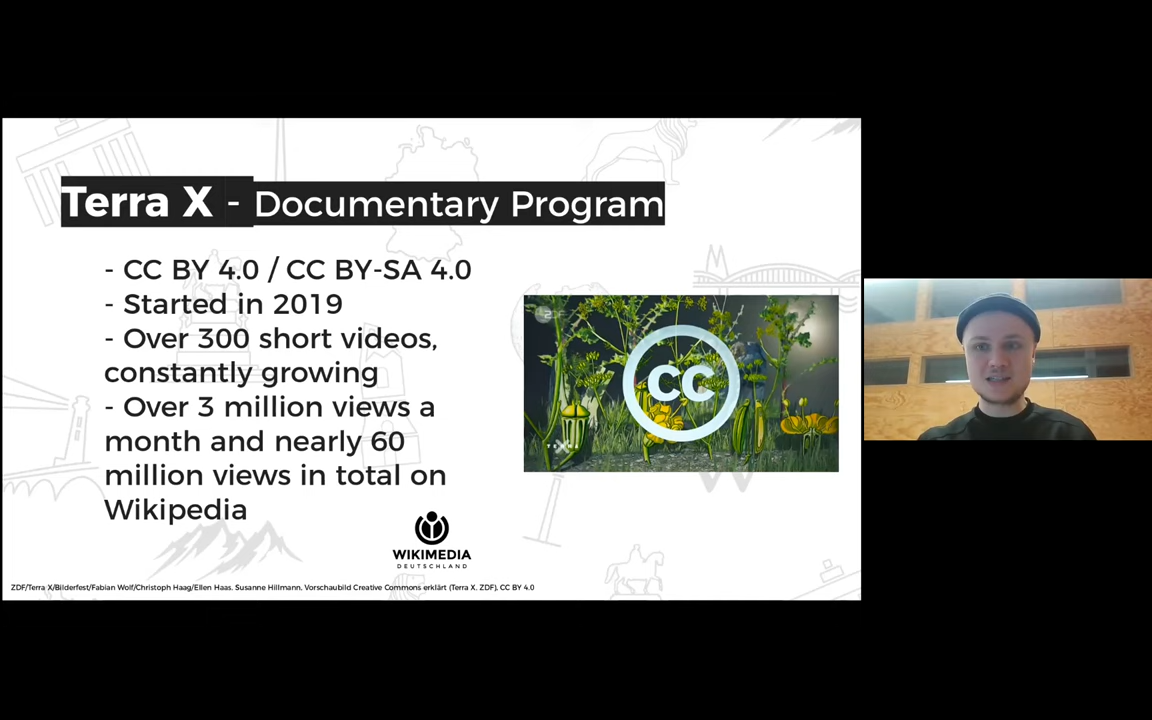 Terra X - Documentary Program
- CC BY 4.0 / CC BY-SA 4.0
- Started in 2019
- Over 300 short videos,
constantly growing
- Over 3 million views a
month and nearly 60
million views in total on
Wikipedia
CC
WIKIMEDIA
DEUTSCHLAND
ZDF/Terra X/Bilderfest/Fabian Wolf/Christoph Haag/Ellen Haas, Susanne Hillmann, Vorschaubild Creative Commons erklärt (Terra X, ZDF), CC BY 4.0